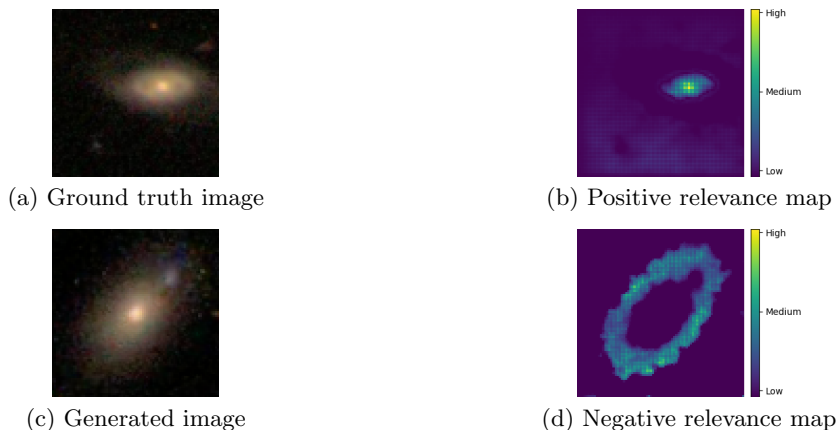 High
Medium
Low
(a) Ground truth image
(b) Positive relevance map
High
Medium
Low
(c) Generated image
(d) Negative relevance map